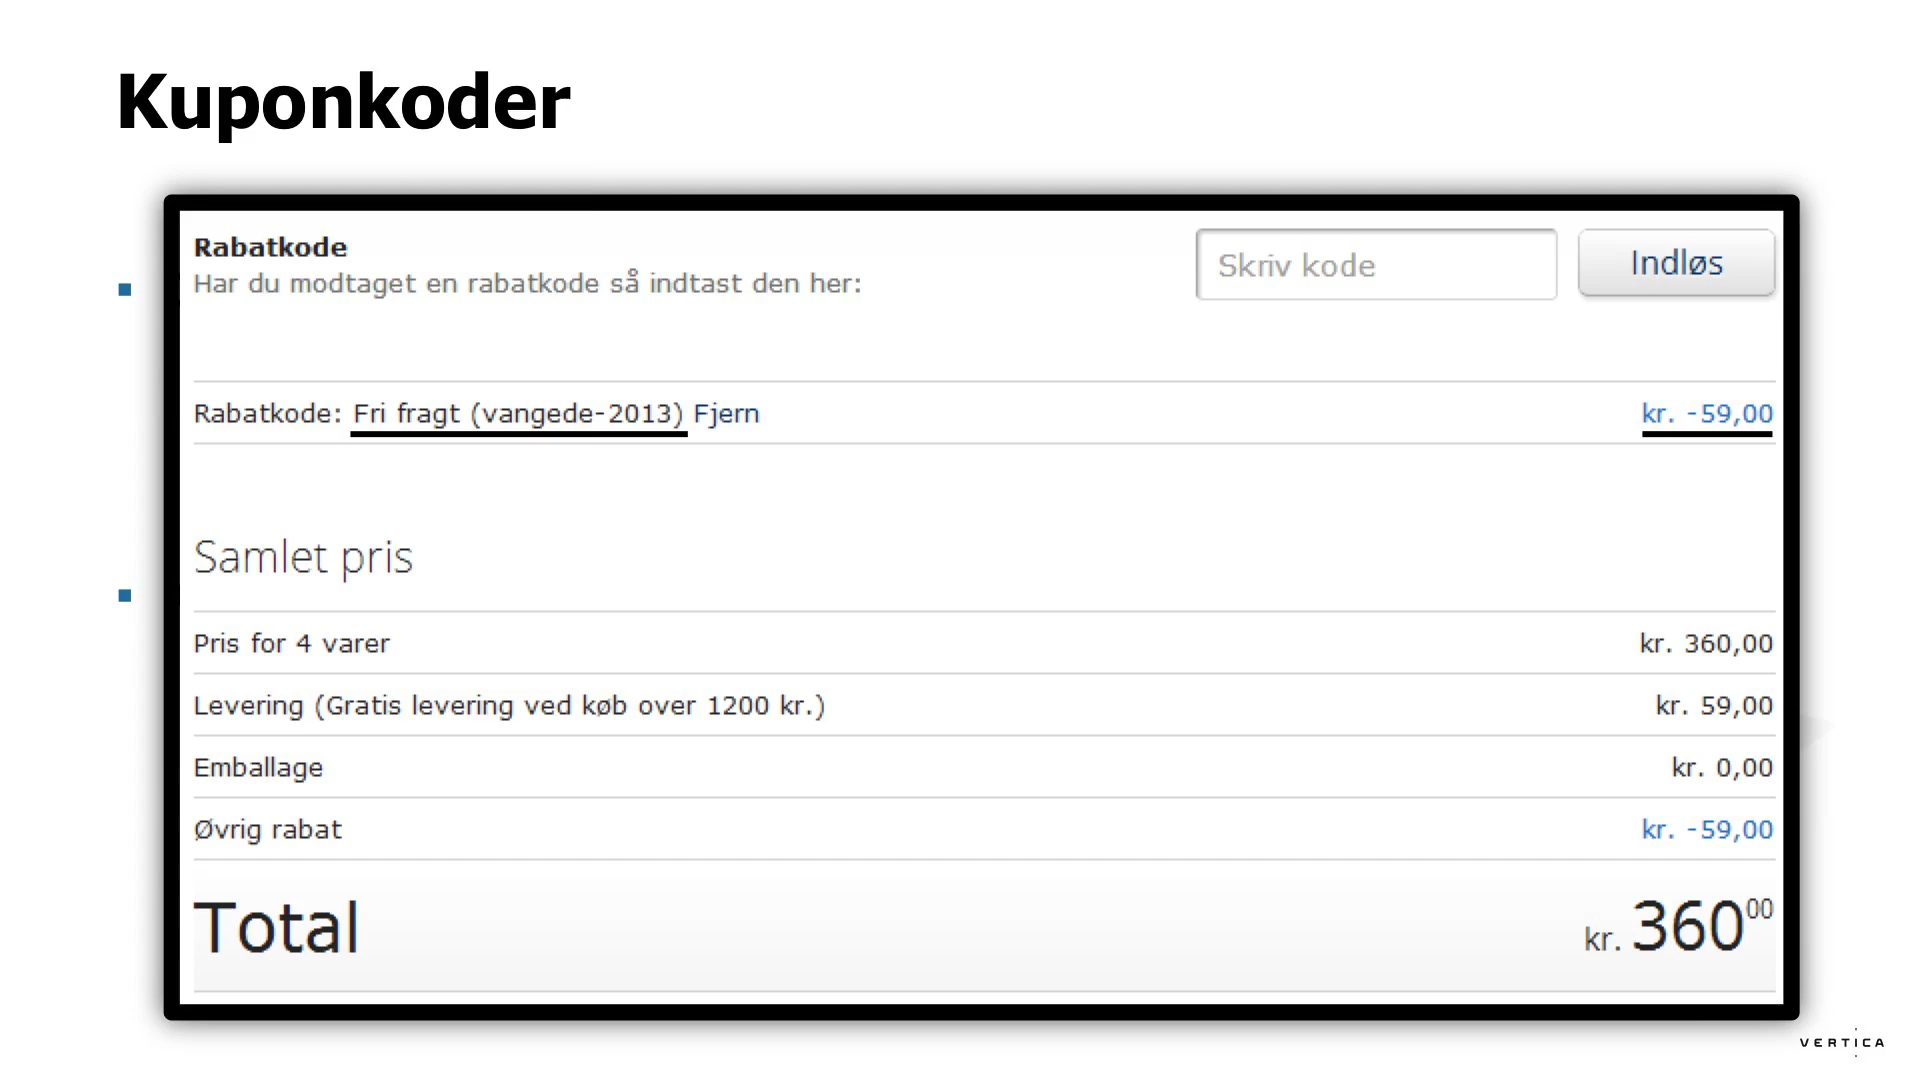 Kuponkoder
Rabatkode
Har du modtaget en rabatkode så indtast den her:
Skriv kode
Indløs
Rabatkode: Fri fragt (vangede-2013) Fjern kr. -59,00
Samlet pris
Pris for 4 varer kr. 360,00
Levering (Gratis levering ved køb over 1200 kr.) kr. 59,00
Emballage kr. 0,00
Øvrig rabat kr. -59,00
Total kr. 360 00
VERTICA